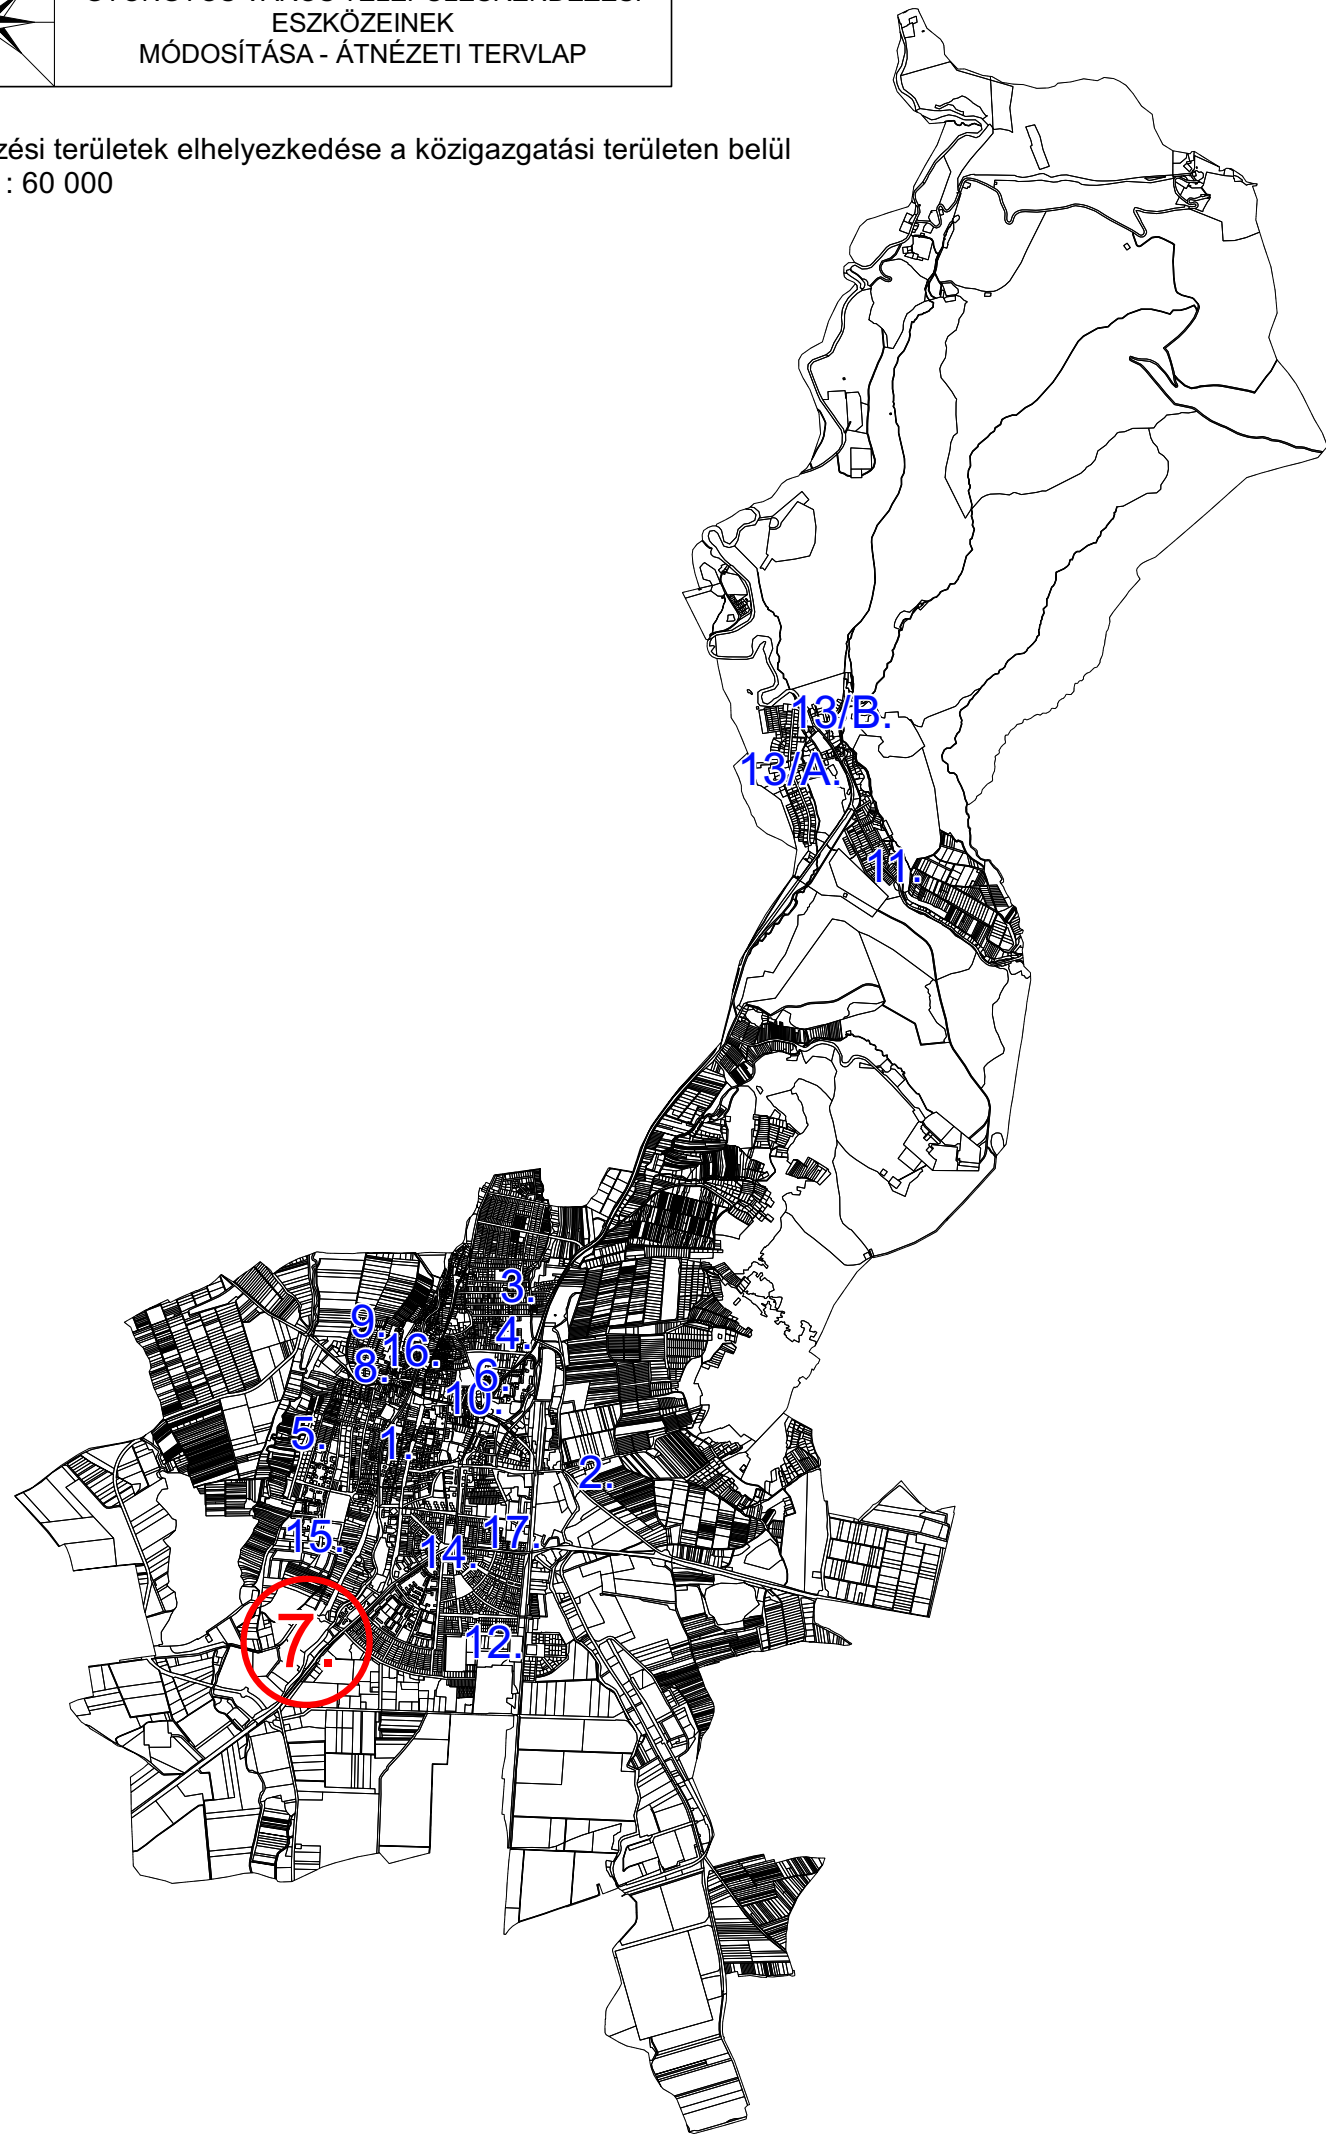 ESZKÖZEINEK
MÓDOSÍTÁSA - ÁTNÉZETI TERVLAP
zési területek elhelyezkedése a közigazgatási területen belül
: 60 000
13/B.
13/A.
11.
3.
9.
4.
16.
8.
6.
10.
5.
1.
2.
17.
15.
14.
7.
12.